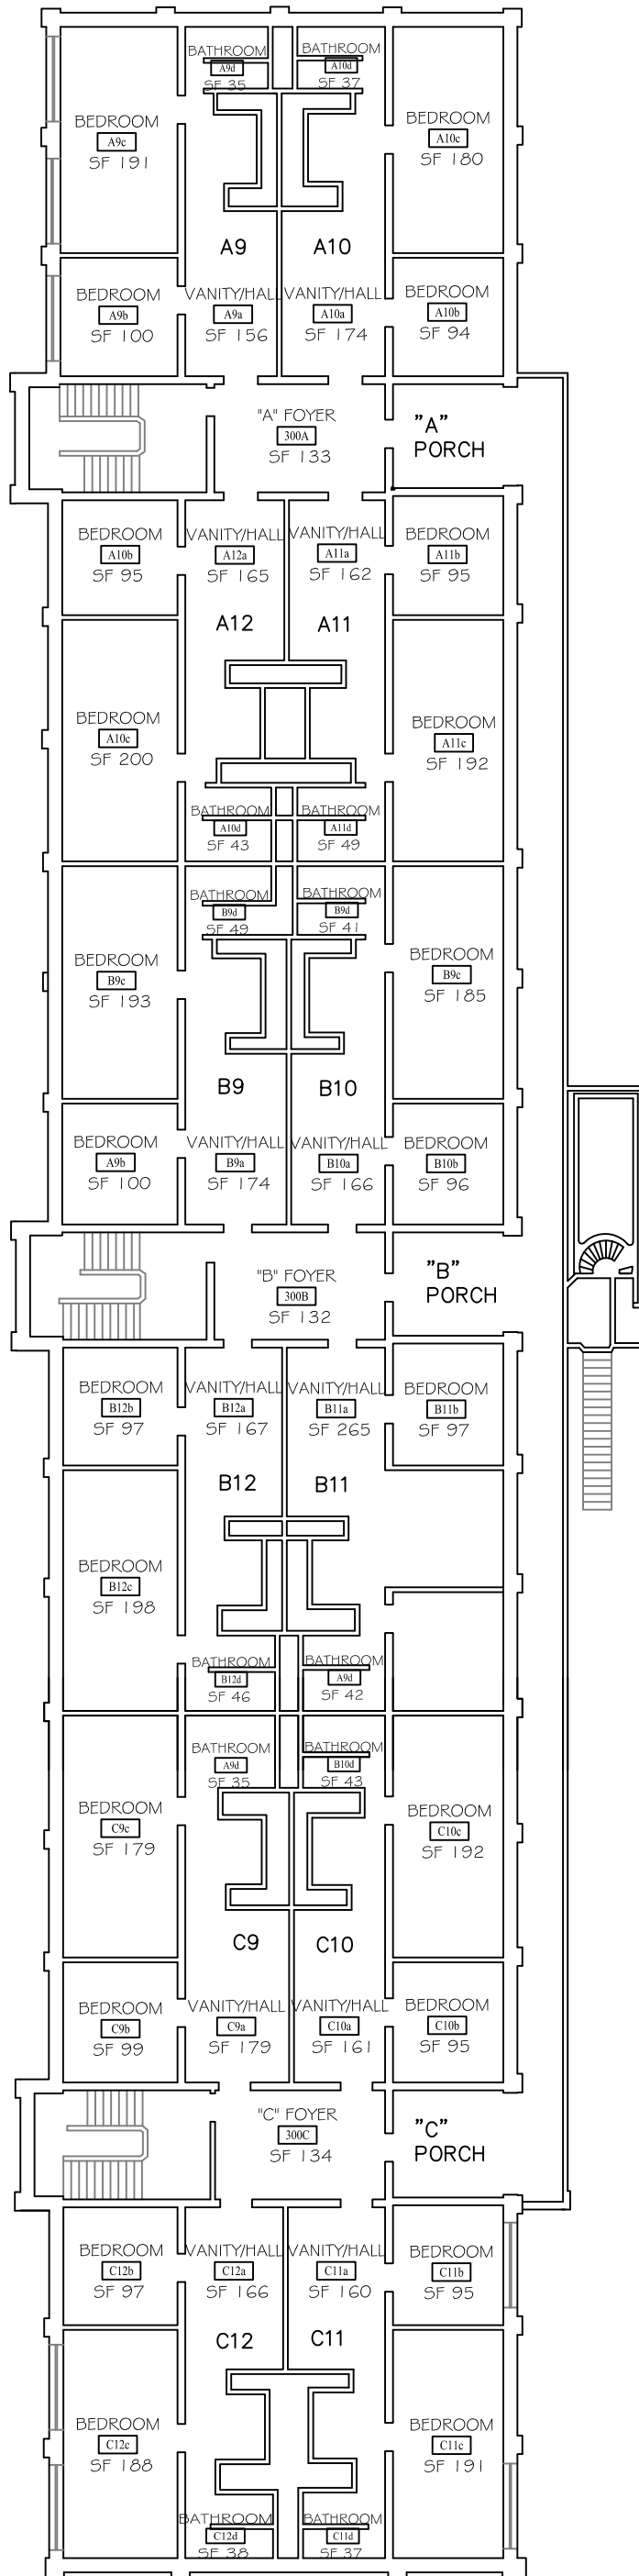 BATHROOM
A9d
SF 35
BATHROOM
A10d
SF 37
BEDROOM
A9c
SF 191
BEDROOM
A10c
SF 180
A9
A10
BEDROOM
A9b
SF 100
VANITY/HALL
A9a
SF 156
VANITY/HALL
A10a
SF 174
BEDROOM
A10b
SF 94
"A" FOYER
300A
SF 133
"A"
PORCH
BEDROOM
A10b
SF 95
VANITY/HALL
A12a
SF 165
VANITY/HALL
A11a
SF 162
BEDROOM
A11b
SF 95
A12
A11
BEDROOM
A10c
SF 200
BEDROOM
A11c
SF 192
BATHROOM
A10d
SF 43
BATHROOM
A11d
SF 49
BATHROOM
B9d
SF 49
BATHROOM
B9d
SF 41
BEDROOM
B9c
SF 193
BEDROOM
B9c
SF 185
B9
B10
BEDROOM
A9b
SF 100
VANITY/HALL
B9a
SF 174
VANITY/HALL
B10a
SF 166
BEDROOM
B10b
SF 96
"B" FOYER
300B
SF 132
"B"
PORCH
BEDROOM
B12b
SF 97
VANITY/HALL
B12a
SF 167
VANITY/HALL
B11a
SF 265
BEDROOM
B11b
SF 97
B12
B11
BEDROOM
B12c
SF 198
BATHROOM
B12d
SF 46
BATHROOM
A9d
SF 42
BATHROOM
A9d
SF 35
BATHROOM
B10d
SF 43
BEDROOM
C9c
SF 179
BEDROOM
C10c
SF 192
C9
C10
BEDROOM
C9b
SF 99
VANITY/HALL
C9a
SF 179
VANITY/HALL
C10a
SF 161
BEDROOM
C10b
SF 95
"C" FOYER
300C
SF 134
"C"
PORCH
BEDROOM
C12b
SF 97
VANITY/HALL
C12a
SF 166
VANITY/HALL
C11a
SF 160
BEDROOM
C11b
SF 95
C12
C11
BEDROOM
C12c
SF 188
BEDROOM
C11c
SF 191
BATHROOM
C12d
SF 38
BATHROOM
C11d
SF 37